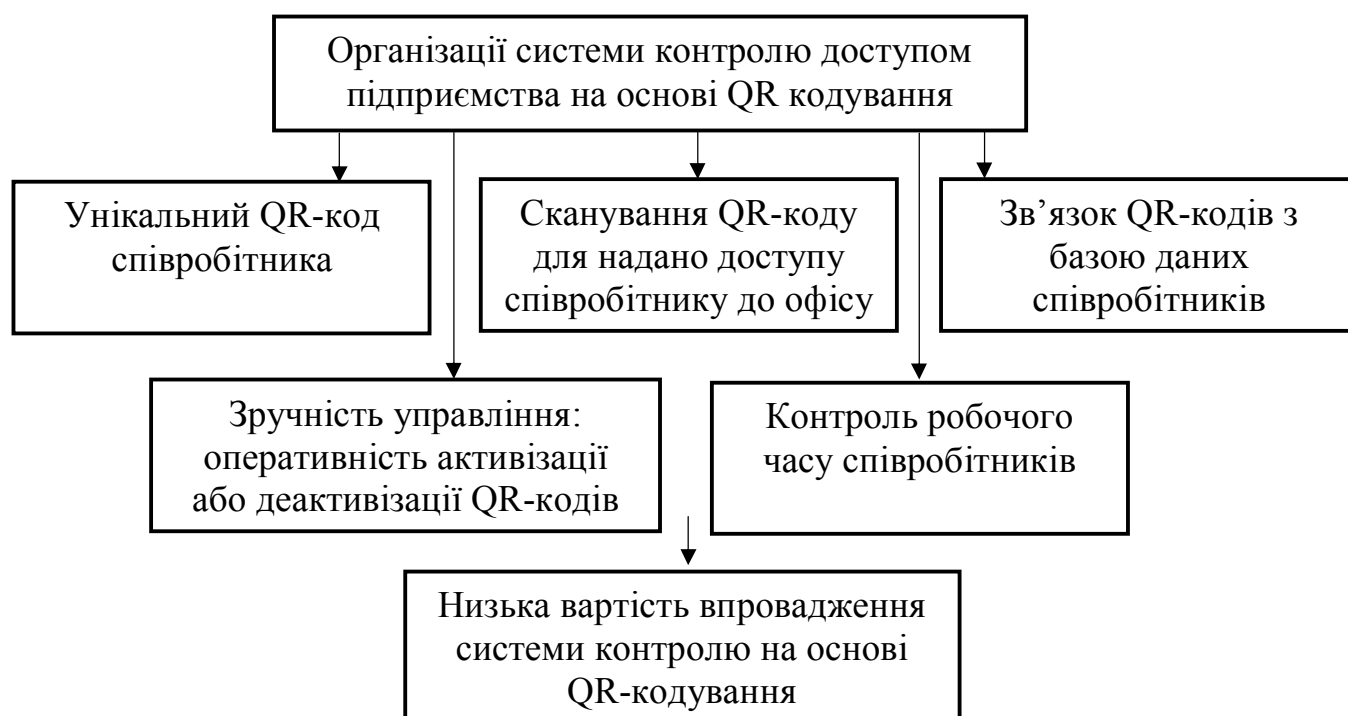 Організації системи контролю доступом
підприємства на основі QR кодування
Унікальний QR-код
співробітника
Сканування QR-коду
для надано доступу
співробітнику до офісу
Зв’язок QR-кодів з
базою даних
співробітників
Зручність управління:
оперативність активізації
або деактивізації QR-кодів
Контроль робочого
часу співробітників
Низька вартість впровадження
системи контролю на основі
QR-кодування